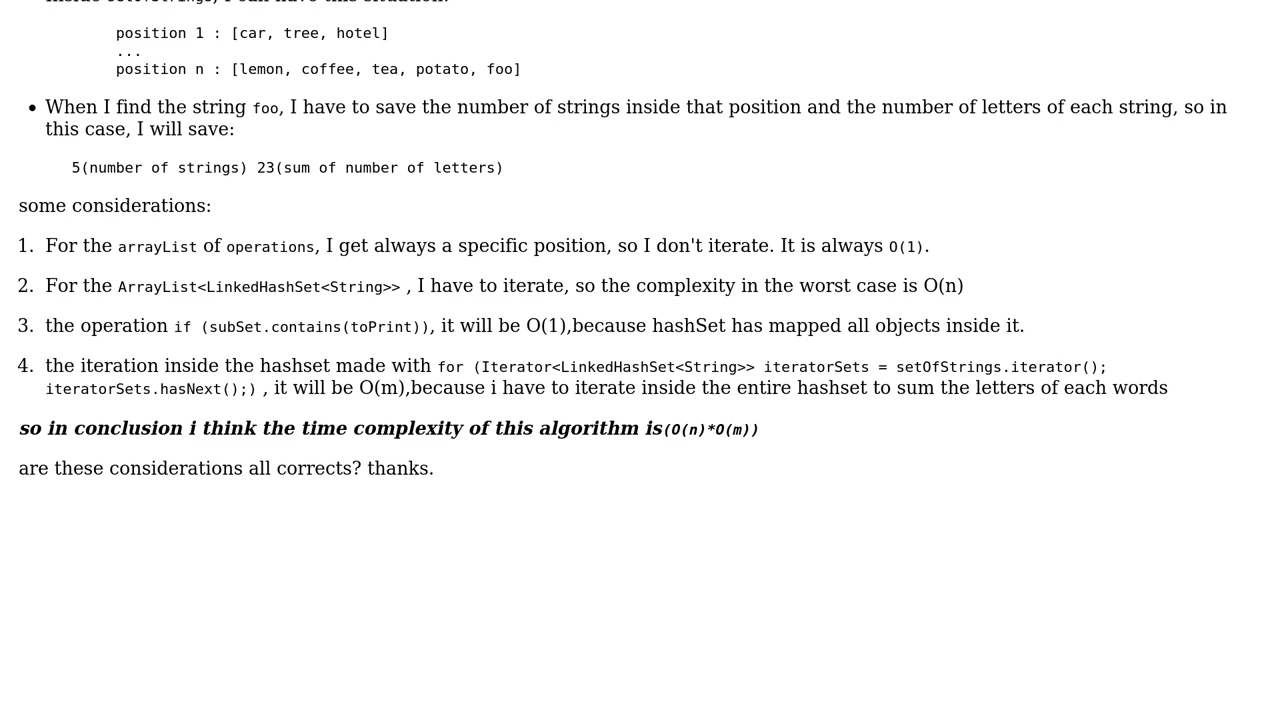 position 1 : [car, tree, hotel]
...
position n : [lemon, coffee, tea, potato, foo]
• When I find the string foo, I have to save the number of strings inside that position and the number of letters of each string, so in
this case, I will save:
5(number of strings) 23(sum of number of letters)
some considerations:
1. For the arrayList of operations, I get always a specific position, so I don't iterate. It is always O(1).
2. For the ArrayList<LinkedHashSet<String>> , I have to iterate, so the complexity in the worst case is O(n)
3. the operation if (subSet.contains(toPrint)), it will be O(1),because hashSet has mapped all objects inside it.
4. the iteration inside the hashset made with for (Iterator<LinkedHashSet<String>> iteratorSets = setOfStrings.iterator();
iteratorSets.hasNext();) , it will be O(m),because i have to iterate inside the entire hashset to sum the letters of each words
so in conclusion i think the time complexity of this algorithm is(O(n)*O(m))
are these considerations all corrects? thanks.